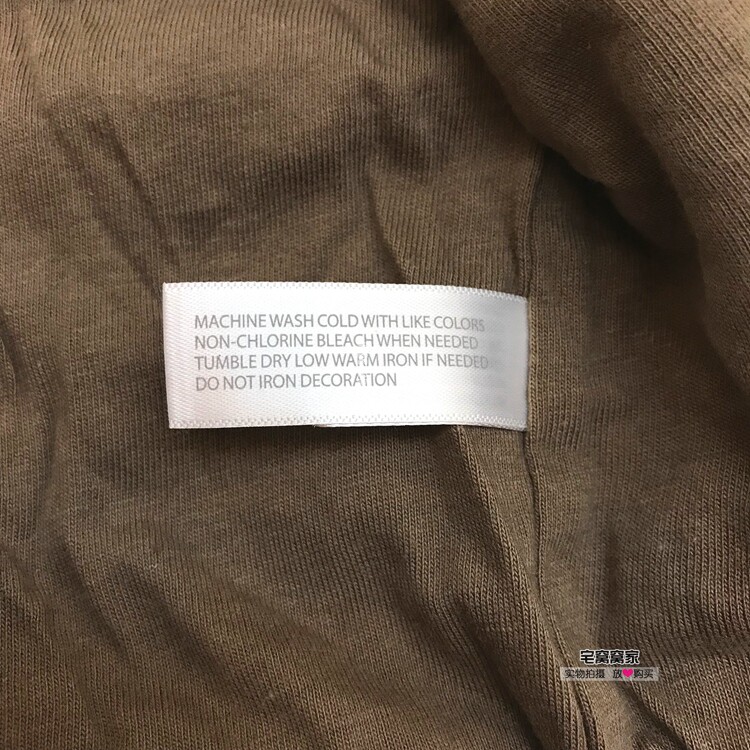 MACHINE WASH COLD WITH LIKE COLORS
NON-CHLORINE BLEACH WHEN NEEDED
TUMBLE DRY LOW WARM IRON IF NEEDED
DO NOT IRON DECORATION
宅窝窝家
实物拍摄 放♥购买